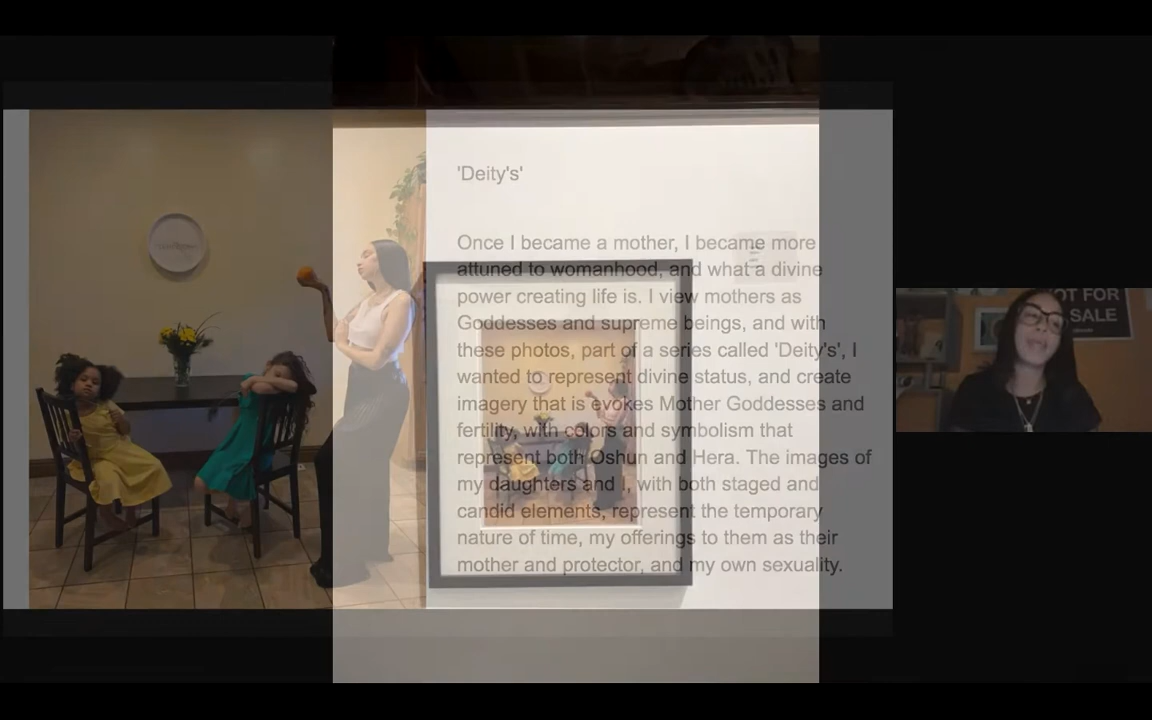 'Deity's'
Once I became a mother, I became more
attuned to womanhood, and what a divine
power creating life is. I view mothers as
Goddesses and supreme beings, and with
these photos, part of a series called 'Deity's', I
wanted to represent divine status, and create
imagery that is evokes Mother Goddesses and
fertility, with colors and symbolism that
represent both Oshun and Hera. The images of
my daughters and I, with both staged and
candid elements, represent the temporary
nature of time, my offerings to them as their
mother and protector, and my own sexuality.
NOT FOR
SALE